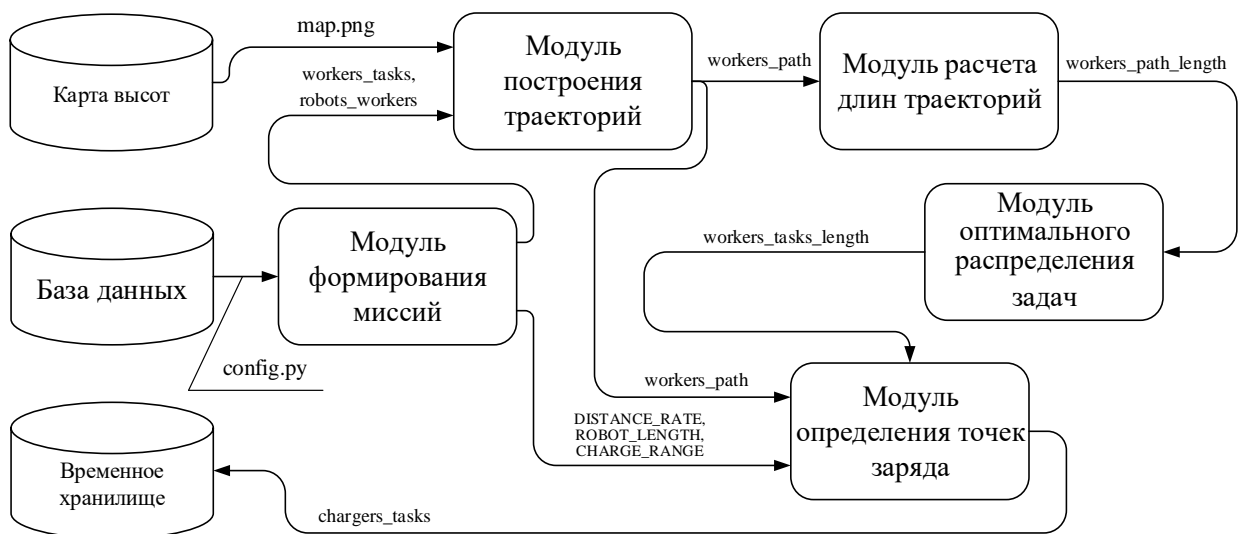 map.png
Карта высот
workers_tasks,
robots_workers
Модуль
построения
траекторий
workers_path
Модуль расчета
длин траекторий
workers_path_length
База данных
config.py
Модуль
формирования
миссий
workers_tasks_length
Модуль
оптимального
распределения
задач
workers_path
DISTANCE_RATE,
ROBOT_LENGTH,
CHARGE_RANGE
Модуль
определения точек
заряда
Временное
хранилище
chargers_tasks